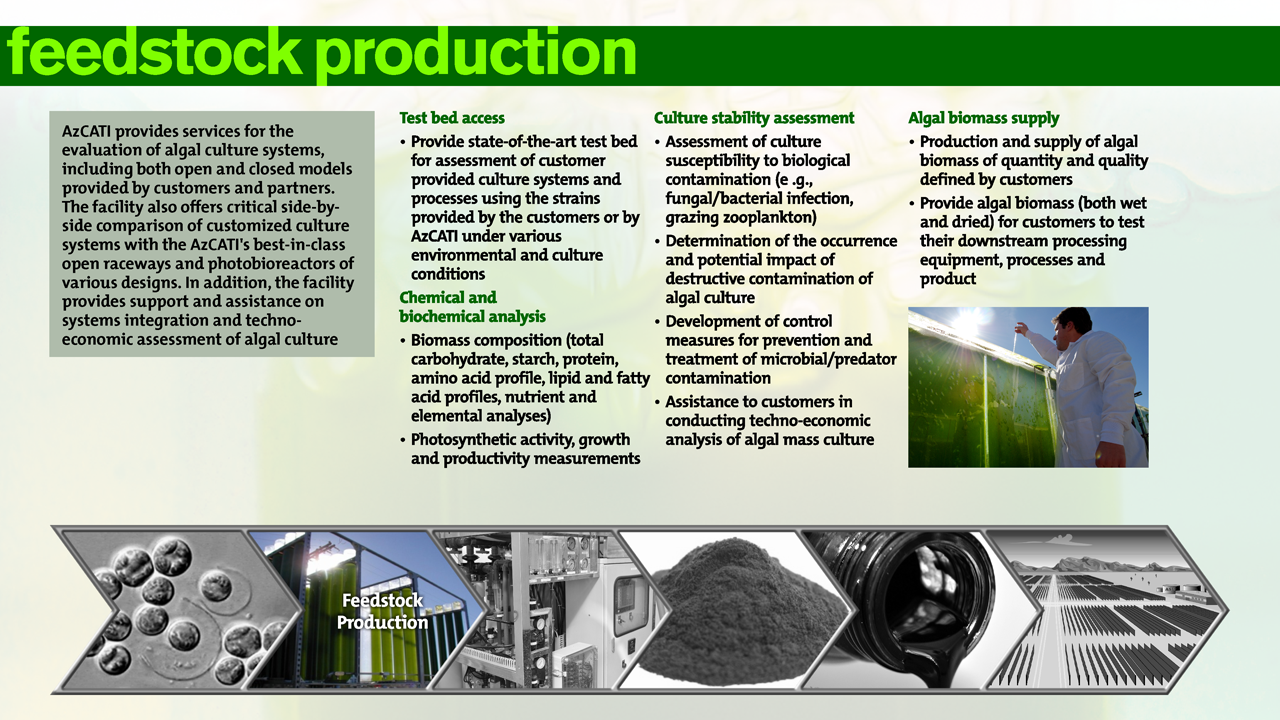 feedstock production
AzCATI provides services for the
evaluation of algal culture systems,
including both open and closed models
provided by customers and partners.
The facility also offers critical side-by-
side comparison of customized culture
systems with the AzCATI's best-in-class
open raceways and photobioreactors of
various designs. In addition, the facility
provides support and assistance on
systems integration and techno-
economic assessment of algal culture
Test bed access
• Provide state-of-the-art test bed
for assessment of customer
provided culture systems and
processes using the strains
provided by the customers or by
AzCATI under various
environmental and culture
conditions
Chemical and
biochemical analysis
• Biomass composition (total
carbohydrate, starch, protein,
amino acid profile, lipid and fatty
acid profiles, nutrient and
elemental analyses)
• Photosynthetic activity, growth
and productivity measurements
Culture stability assessment
• Assessment of culture
susceptibility to biological
contamination (e .g.,
fungal/bacterial infection,
grazing zooplankton)
• Determination of the occurrence
and potential impact of
destructive contamination of
algal culture
• Development of control
measures for prevention and
treatment of microbial/predator
contamination
• Assistance to customers in
conducting techno-economic
analysis of algal mass culture
Algal biomass supply
• Production and supply of algal
biomass of quantity and quality
defined by customers
• Provide algal biomass (both wet
and dried) for customers to test
their downstream processing
equipment, processes and
product
Feedstock
Production